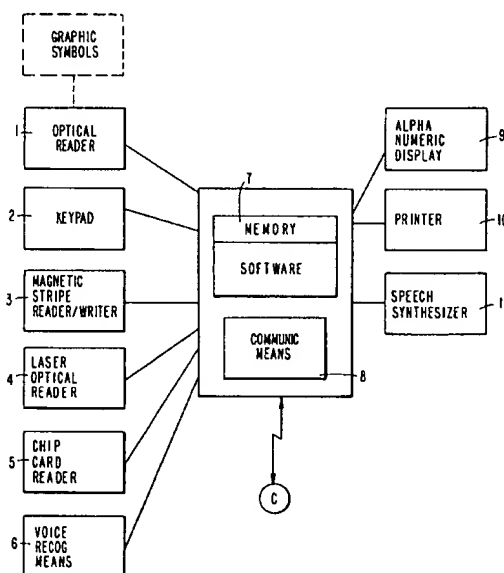 GRAPHIC
SYMBOLS
1
OPTICAL
READER
2
KEYPAD
3
MAGNETIC
STRIPE
READER/WRITER
4
LASER
OPTICAL
READER
5
CHIP
CARD
READER
6
VOICE
RECOG
MEANS
7
MEMORY
SOFTWARE
COMMUNIC
MEANS
8
C
ALPHA
NUMERIC
DISPLAY
9
PRINTER
10
SPEECH
SYNTHESIZER